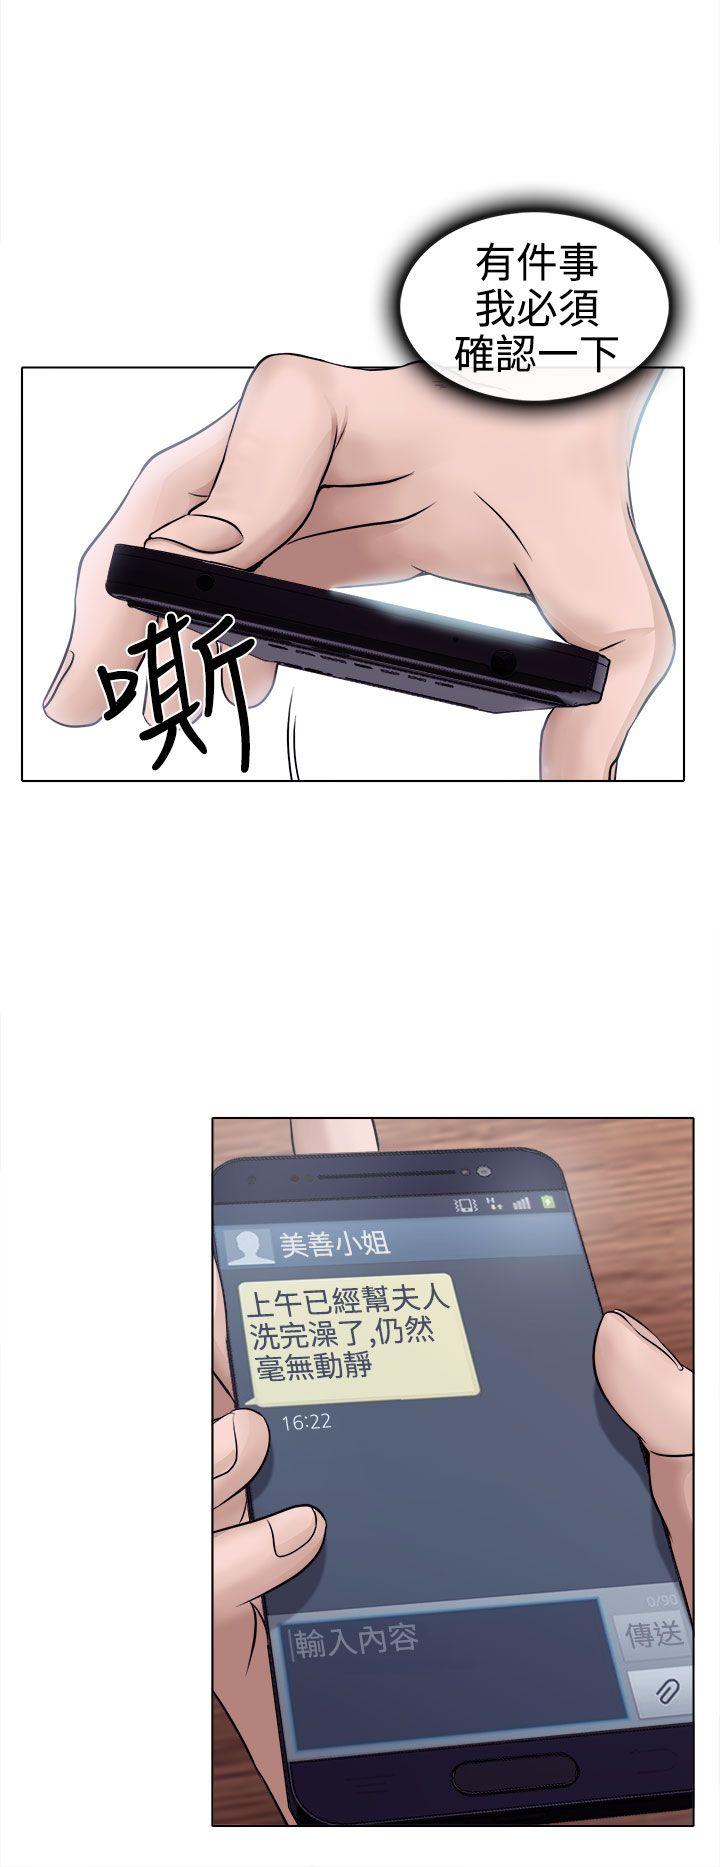 有件事
我必須
確認一下
嘶
美善小姐
上午已經幫夫人
洗完澡了,仍然
毫無動靜
16:22
0/90
輸入內容
傳送